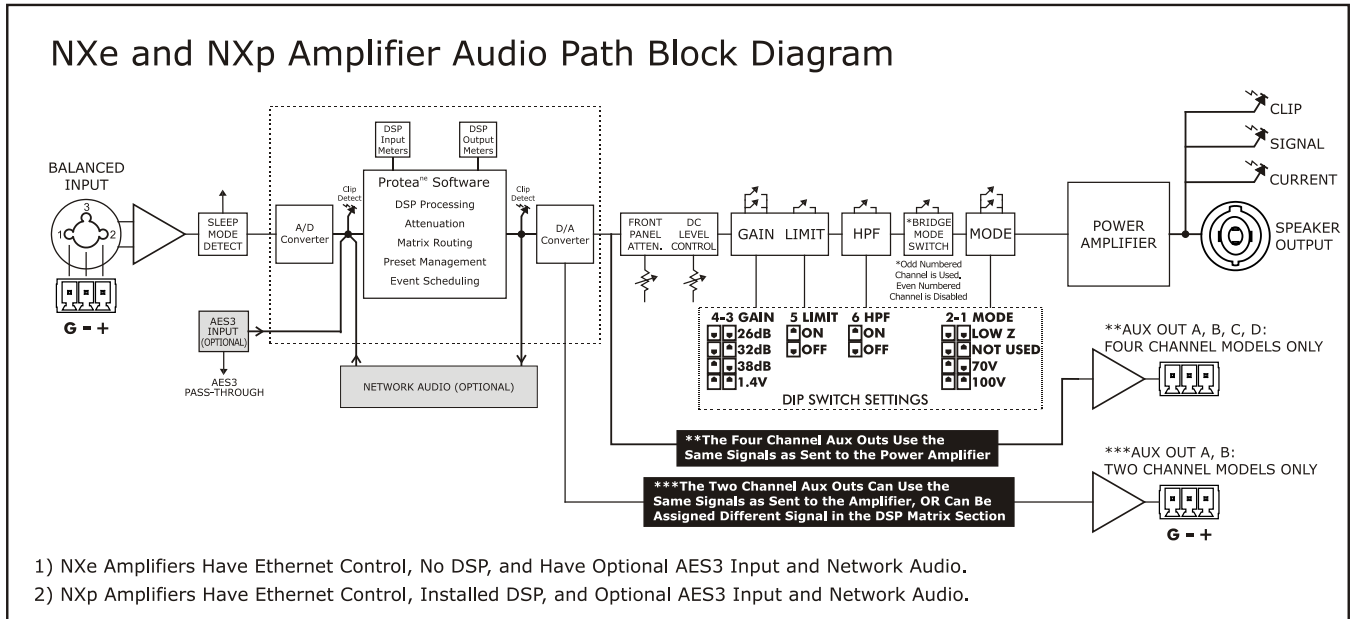 NXe and NXp Amplifier Audio Path Block Diagram
BALANCED
INPUT
3
1
2
G - +
SLEEP
MODE
DETECT
AES3
INPUT
(OPTIONAL)
AES3
PASS-THROUGH
A/D
Converter
Clip
Detect
DSP
Input
Meters
DSP
Output
Meters
Protea ne Software
DSP Processing
Attenuation
Matrix Routing
Preset Management
Event Scheduling
Clip
Detect
D/A
Converter
NETWORK AUDIO (OPTIONAL)
FRONT
PANEL
ATTEN.
DC
LEVEL
CONTROL
GAIN LIMIT
HPF
*BRIDGE
MODE
SWITCH
*Odd Numbered
Channel is Used.
Even Numbered
Channel is Disabled
MODE
POWER
AMPLIFIER
CLIP
SIGNAL
CURRENT
SPEAKER
OUTPUT
4-3 GAIN
26dB
32dB
38dB
1.4V
5 LIMIT
ON
OFF
6 HPF
ON
OFF
2-1 MODE
LOW Z
NOT USED
70V
100V
DIP SWITCH SETTINGS
**AUX OUT A, B, C, D:
FOUR CHANNEL MODELS ONLY
**The Four Channel Aux Outs Use the
Same Signals as Sent to the Power Amplifier
***AUX OUT A, B:
TWO CHANNEL MODELS ONLY
G - +
***The Two Channel Aux Outs Can Use the
Same Signals as Sent to the Amplifier, OR Can Be
Assigned Different Signal in the DSP Matrix Section
1) NXe Amplifiers Have Ethernet Control, No DSP, and Have Optional AES3 Input and Network Audio.
2) NXp Amplifiers Have Ethernet Control, Installed DSP, and Optional AES3 Input and Network Audio.